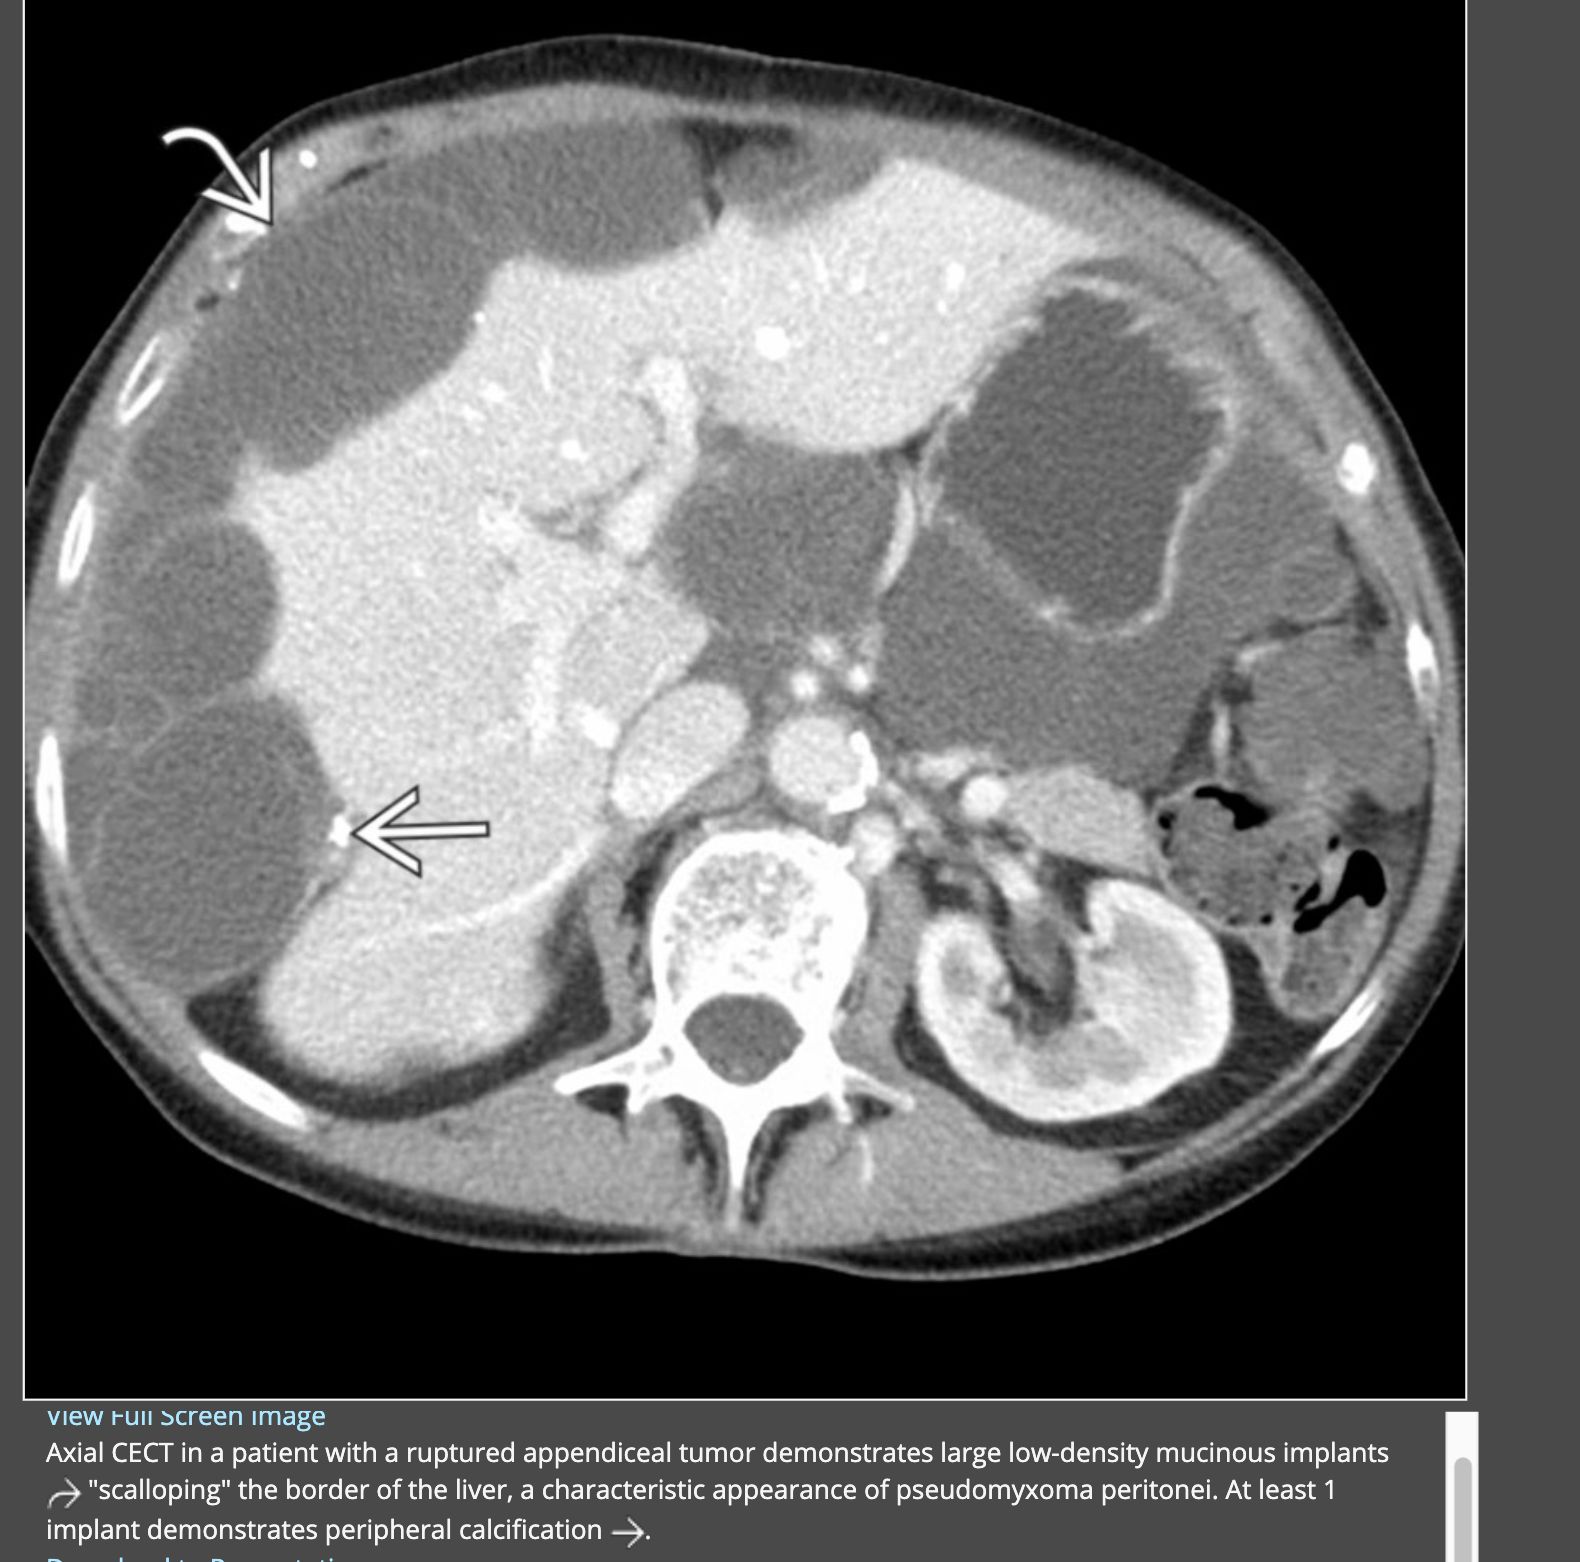 View Full Screen Image
Axial CECT in a patient with a ruptured appendiceal tumor demonstrates large low-density mucinous implants
"scalloping" the border of the liver, a characteristic appearance of pseudomyxoma peritonei. At least 1
implant demonstrates peripheral calcification .